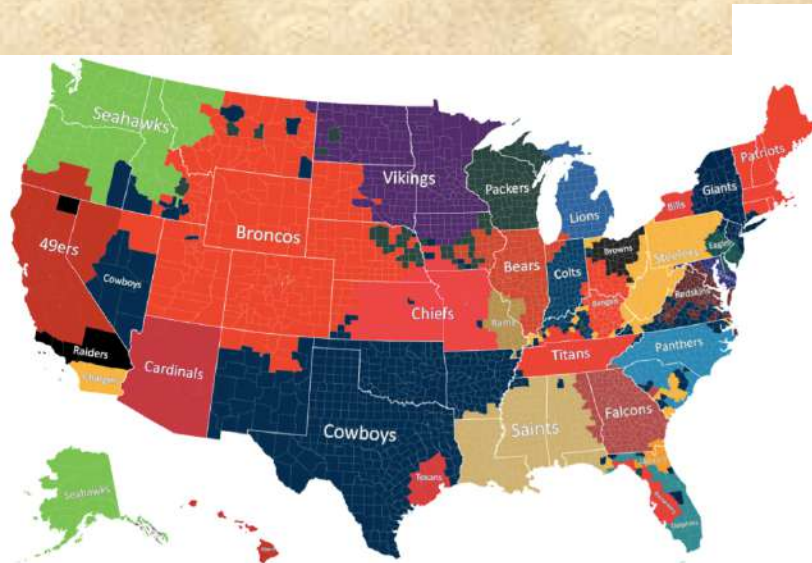 Seahawks
Vikings
Packers
Lions
Giants
Patriots
Bills
49ers
Broncos
Cowboys
Bears
Colts
Browns
Steelers
Eagles
Redskins
Bengals
Chiefs
Rams
Raiders
Chargers
Cardinals
Titans
Panthers
Cowboys
Saints
Falcons
Texans
Seahawks
Dolphins